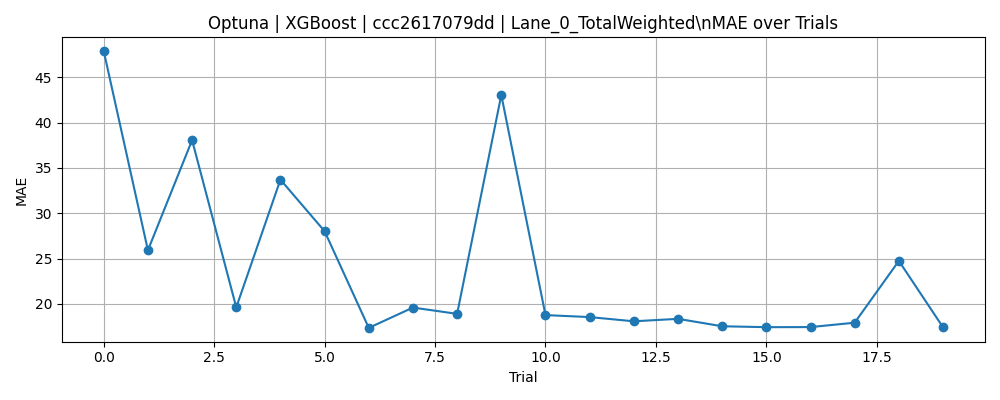 Optuna | XGBoost | ccc2617079dd | Lane_0_TotalWeighted\nMAE over Trials
45
40
35
30
25
20
MAE
0.0 2.5 5.0 7.5 10.0 12.5 15.0 17.5
Trial